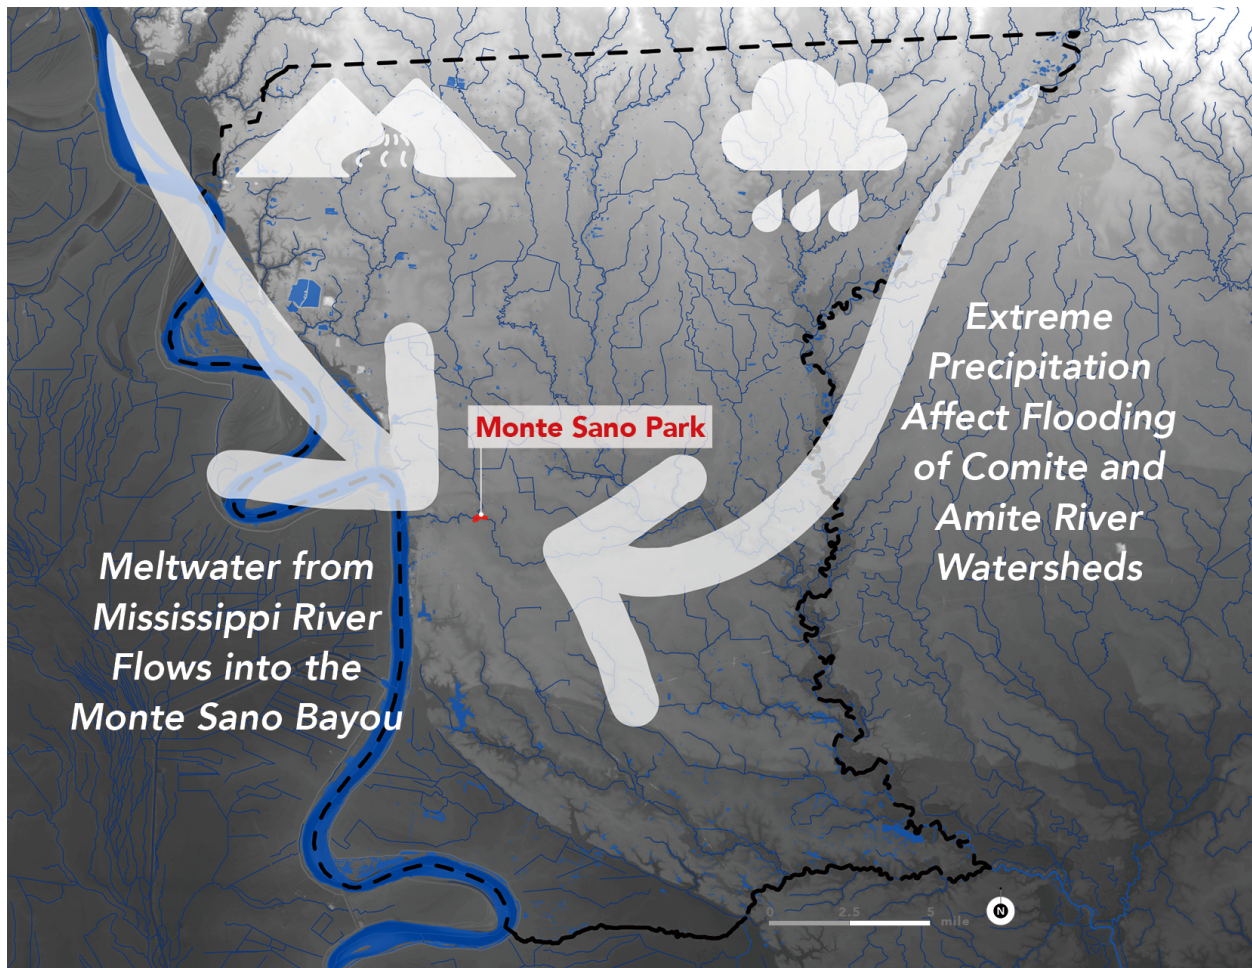 Extreme
Precipitation
Affect Flooding
of Comite and
Amite River
Watersheds
Monte Sano Park
Meltwater from
Mississippi River
Flows into the
Monte Sano Bayou
0 2.5 5
mile
N